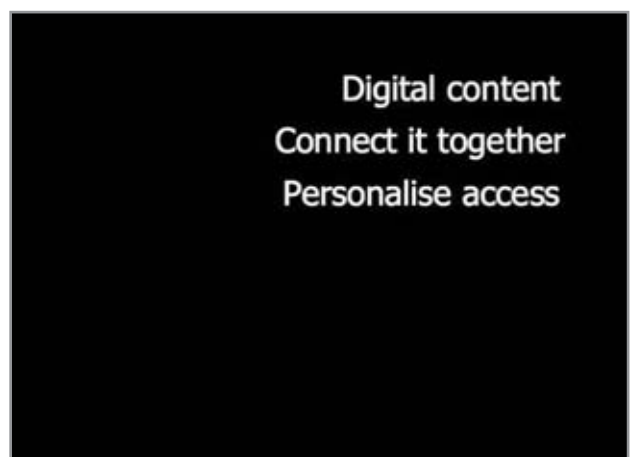 Digital content
Connect it together
Personalise access